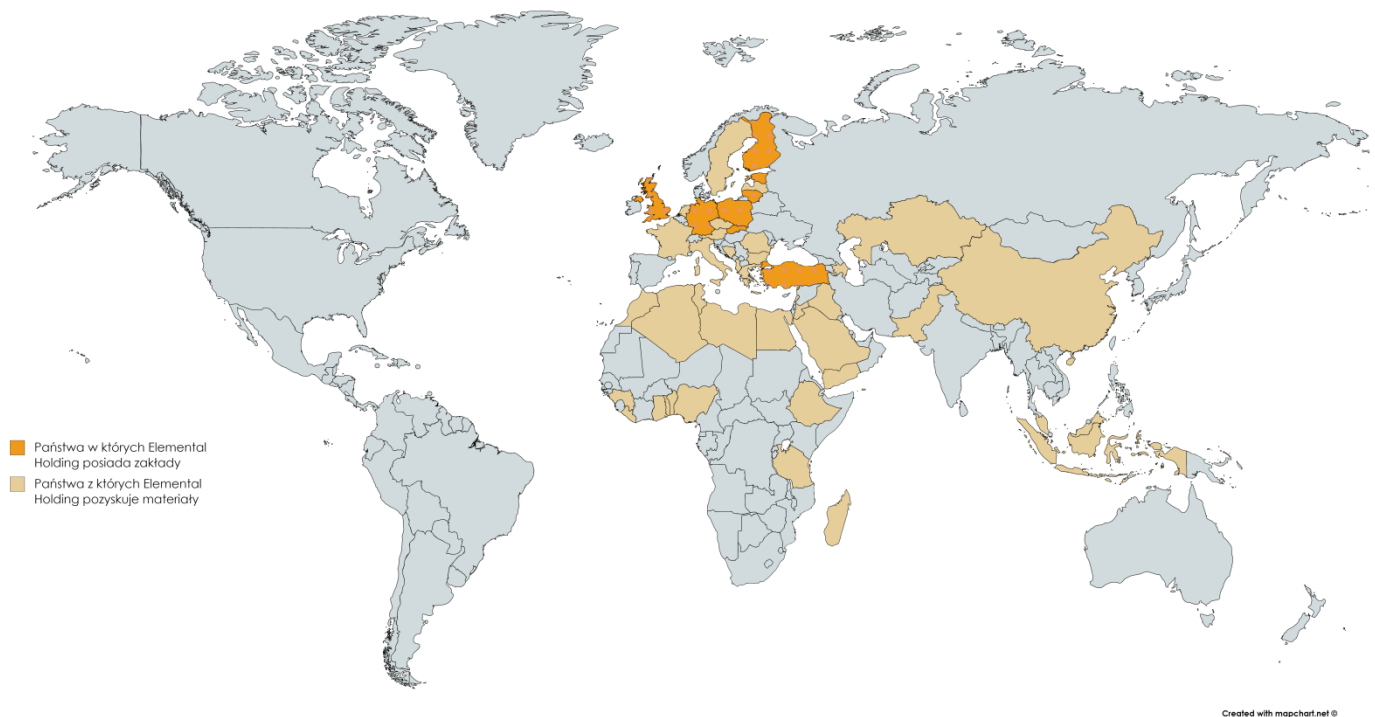 Państwa w których Elemental
Holding posiada zakłady
Państwa z których Elemental
Holding pozyskuje materiały
Created with mapchart.net ©